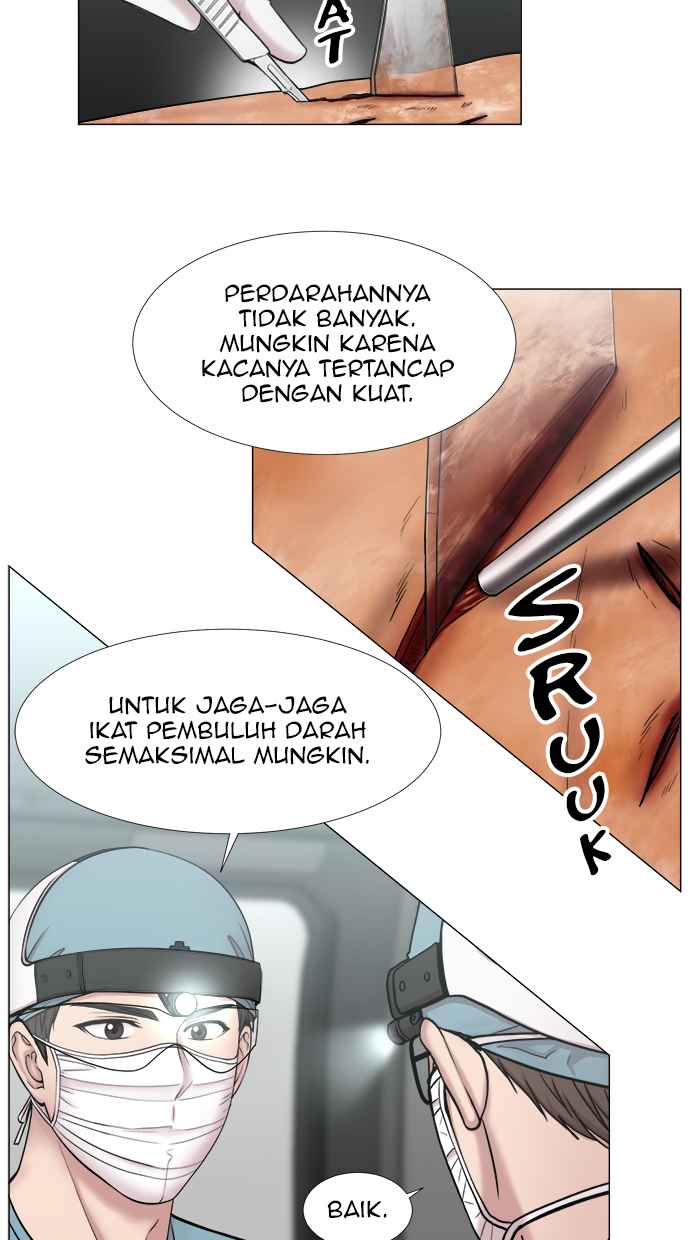 AT
PERDARAHANNYA
TIDAK BANYAK.
MUNGKIN KARENA
KACANYA TERTANCAP
DENGAN KUAT.
SRUUK
UNTUK JAGA-JAGA
IKAT PEMBULUH DARAH
SEMAKSIMAL MUNGKIN.
BAIK.